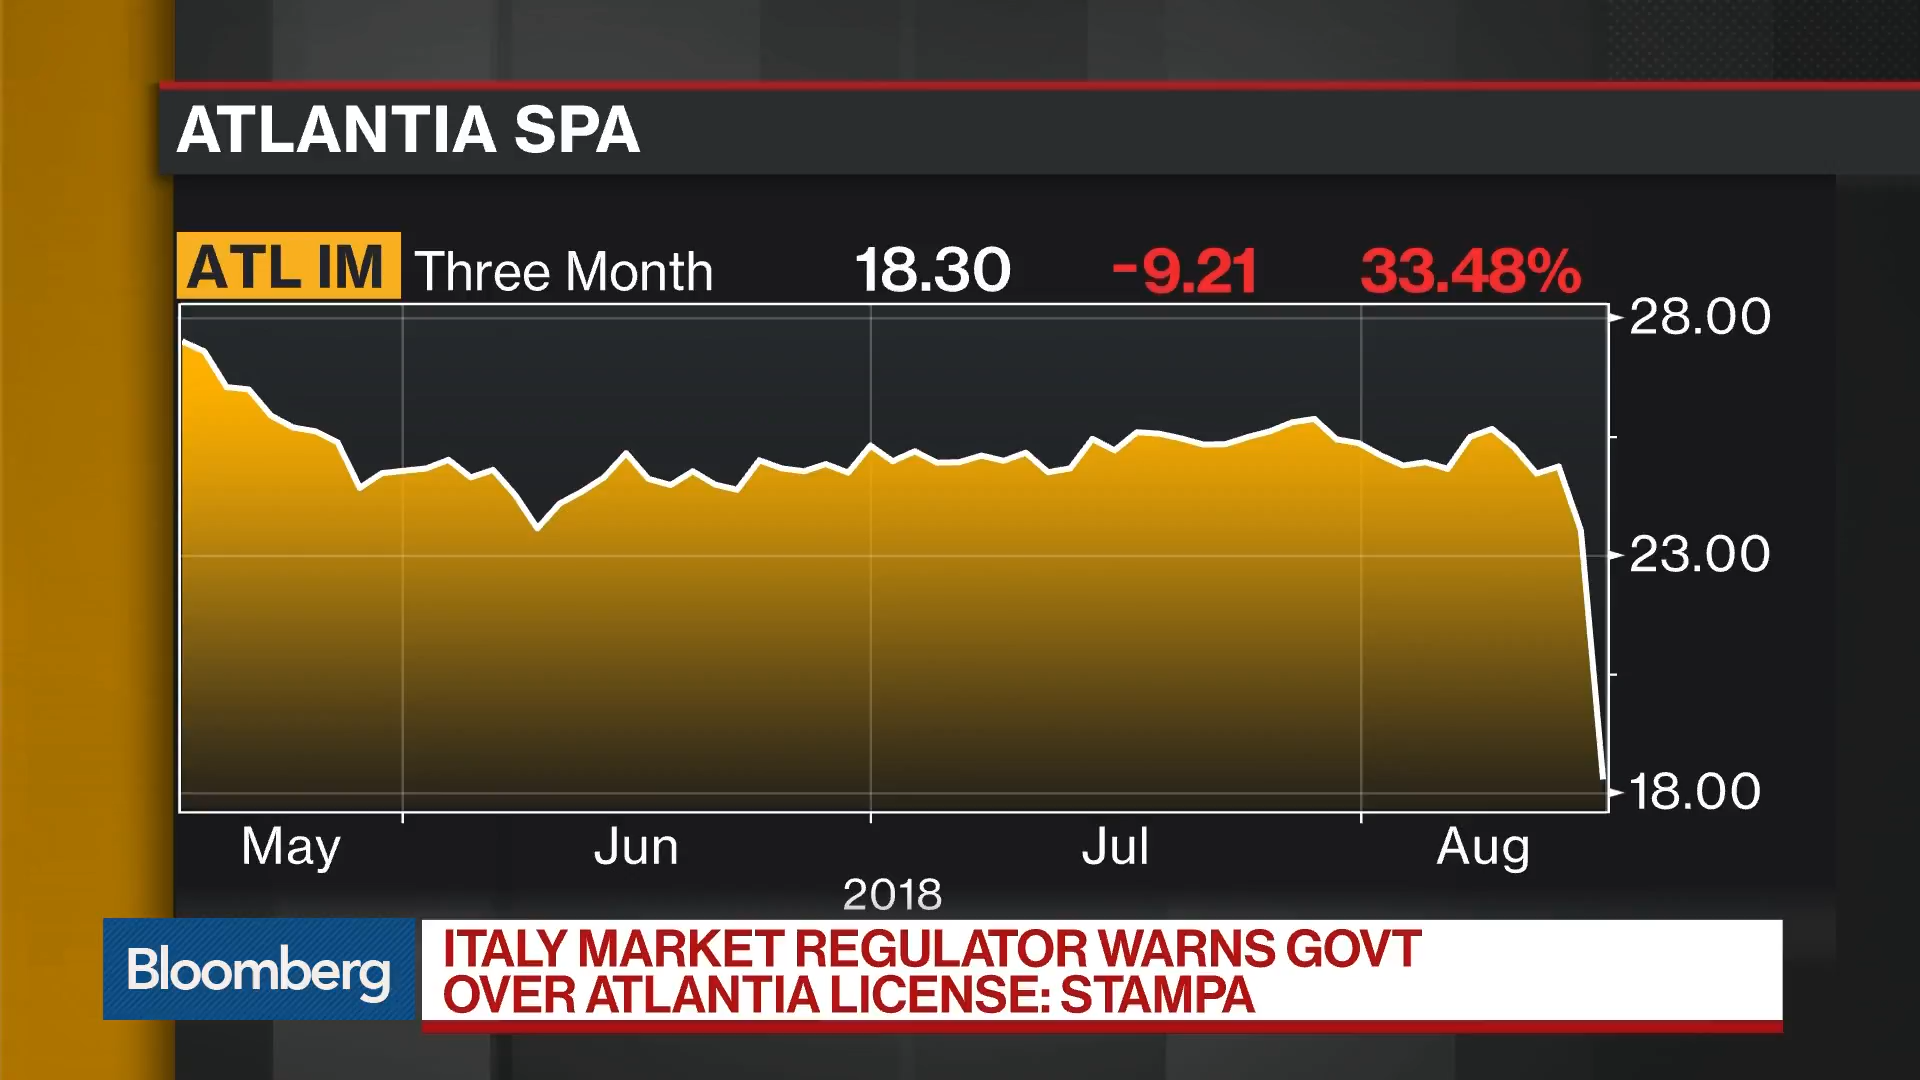 ATLANTIA SPA
ATL IM Three Month 18.30 -9.21 33.48%
28.00
23.00
18.00
May Jun Jul Aug
2018
Bloomberg
ITALY MARKET REGULATOR WARNS GOVT
OVER ATLANTIA LICENSE: STAMPA